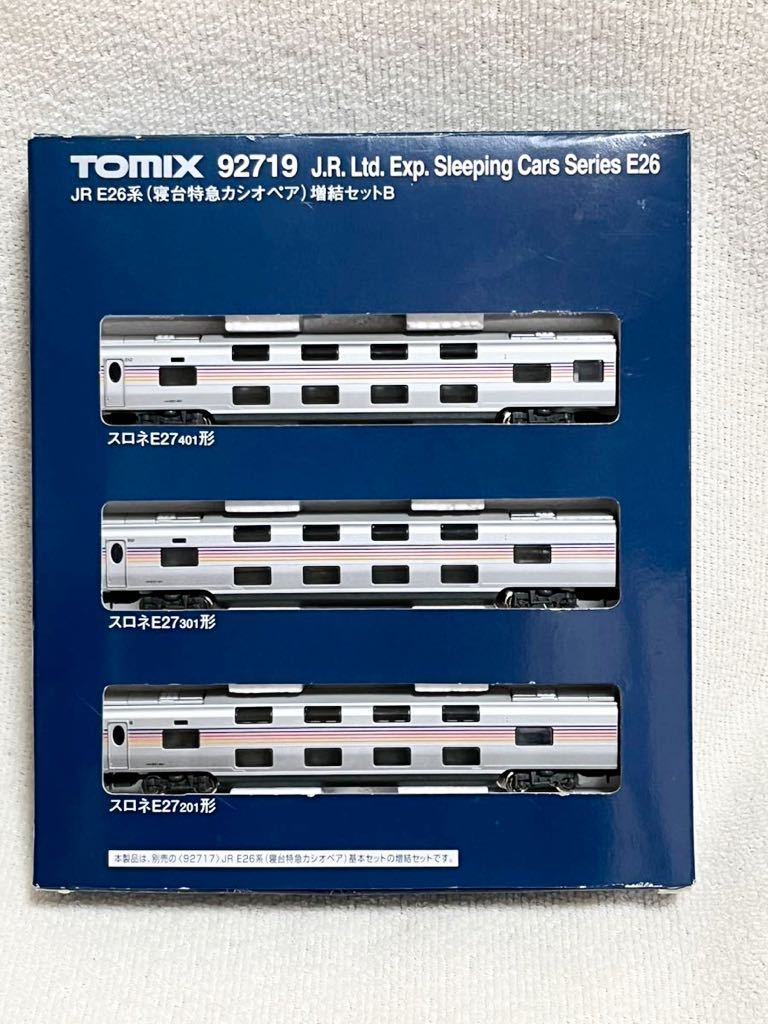 TOMIX 92719 J.R. Ltd. Exp. Sleeping Cars Series E26
JR E26系(寝台特急カシオペア)増結セットB
スロネE27401形
スロネE27301形
スロネE27201形
本製品は、別売の〈92717〉JR E26系(寝台特急カシオペア)基本セットの増結セットです。